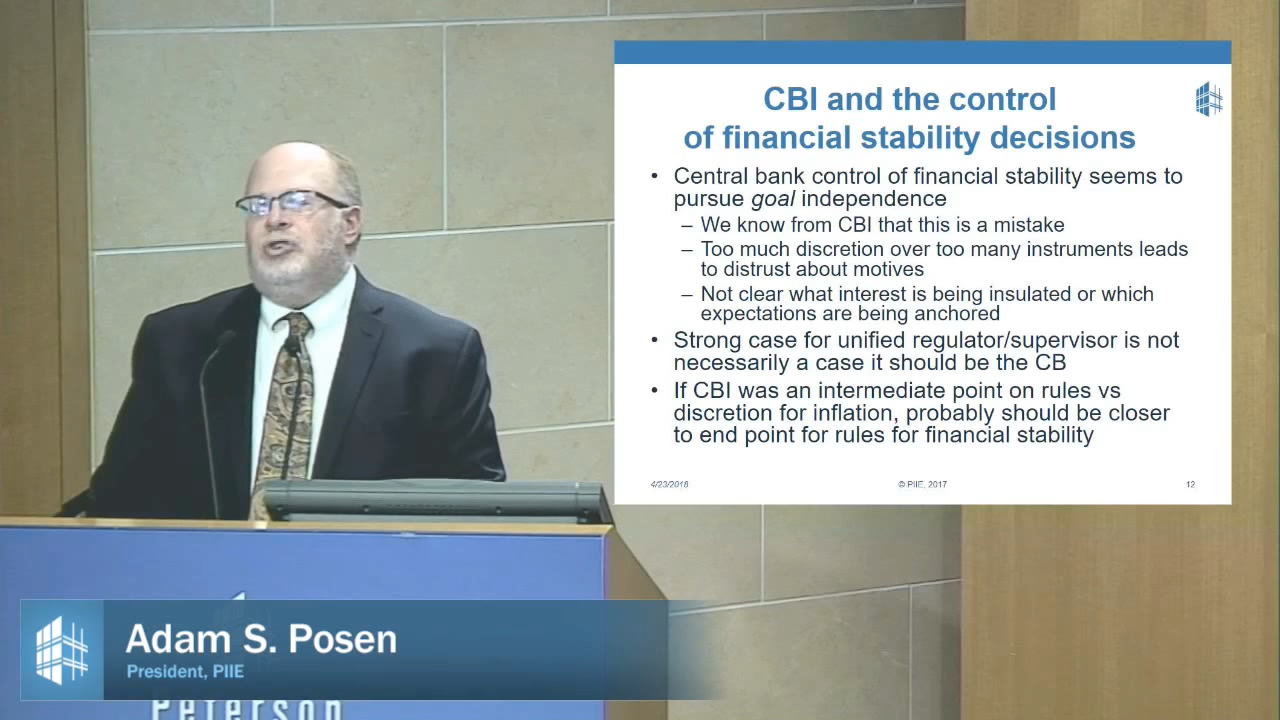 CBI and the control
of financial stability decisions
• Central bank control of financial stability seems to
pursue goal independence
– We know from CBI that this is a mistake
– Too much discretion over too many instruments leads
to distrust about motives
– Not clear what interest is being insulated or which
expectations are being anchored
• Strong case for unified regulator/supervisor is not
necessarily a case it should be the CB
• If CBI was an intermediate point on rules vs
discretion for inflation, probably should be closer
to end point for rules for financial stability
4/23/2018
© PIIE, 2017
12
Adam S. Posen
President, PIIE
Peterson